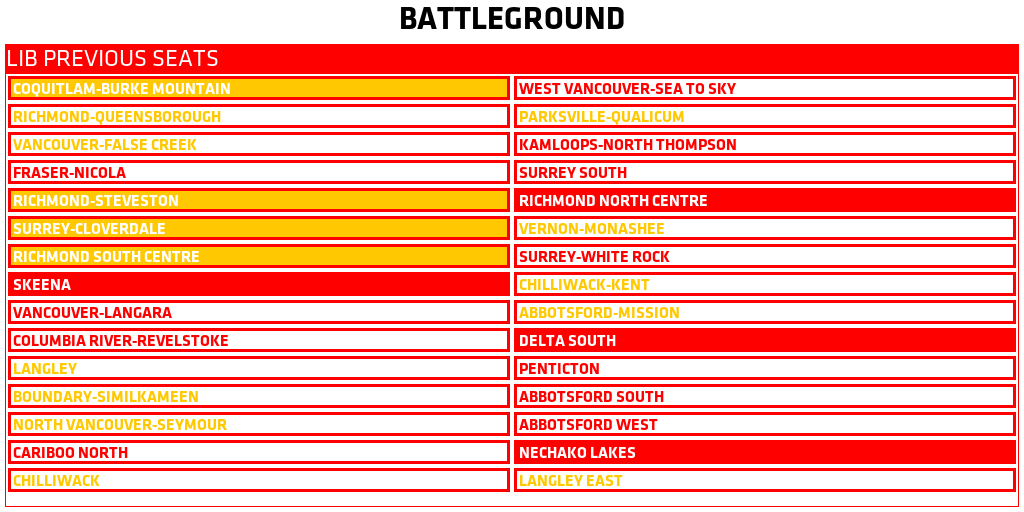 BATTLEGROUND
LIB PREVIOUS SEATS
COQUITLAM-BURKE MOUNTAIN
RICHMOND-QUEENSBOROUGH
VANCOUVER-FALSE CREEK
FRASER-NICOLA
RICHMOND-STEVESTON
SURREY-CLOVERDALE
RICHMOND SOUTH CENTRE
SKEENA
VANCOUVER-LANGARA
COLUMBIA RIVER-REVELSTOKE
LANGLEY
BOUNDARY-SIMILKAMEEN
NORTH VANCOUVER-SEYMOUR
CARIBOO NORTH
CHILLIWACK
WEST VANCOUVER-SEA TO SKY
PARKSVILLE-QUALICUM
KAMLOOPS-NORTH THOMPSON
SURREY SOUTH
RICHMOND NORTH CENTRE
VERNON-MONASHEE
SURREY-WHITE ROCK
CHILLIWACK-KENT
ABBOTSFORD-MISSION
DELTA SOUTH
PENTICTON
ABBOTSFORD SOUTH
ABBOTSFORD WEST
NECHAKO LAKES
LANGLEY EAST